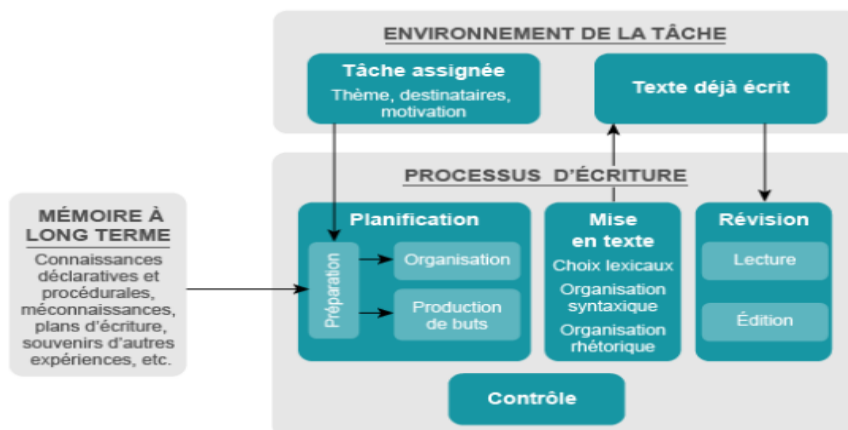 ENVIRONNEMENT DE LA TÂCHE
Tâche assignée
Thème, destinataires,
motivation
Texte déjà écrit
PROCESSUS D'ÉCRITURE
MÉMOIRE À
LONG TERME
Connaissances
déclaratives et
procédurales,
méconnaissances,
plans d'écriture,
souvenirs d'autres
expériences, etc.
Planification
Préparation
Organisation
Production
de buts
Mise
en texte
Choix lexicaux
Organisation
syntaxique
Organisation
rhétorique
Révision
Lecture
Édition
Contrôle